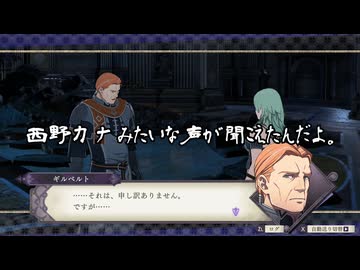 西野カナみたいな声が聞こえたんだよ。
ギルベルト
……それは、申し訳ありません。
ですが……
ログ
X 自動送り切替